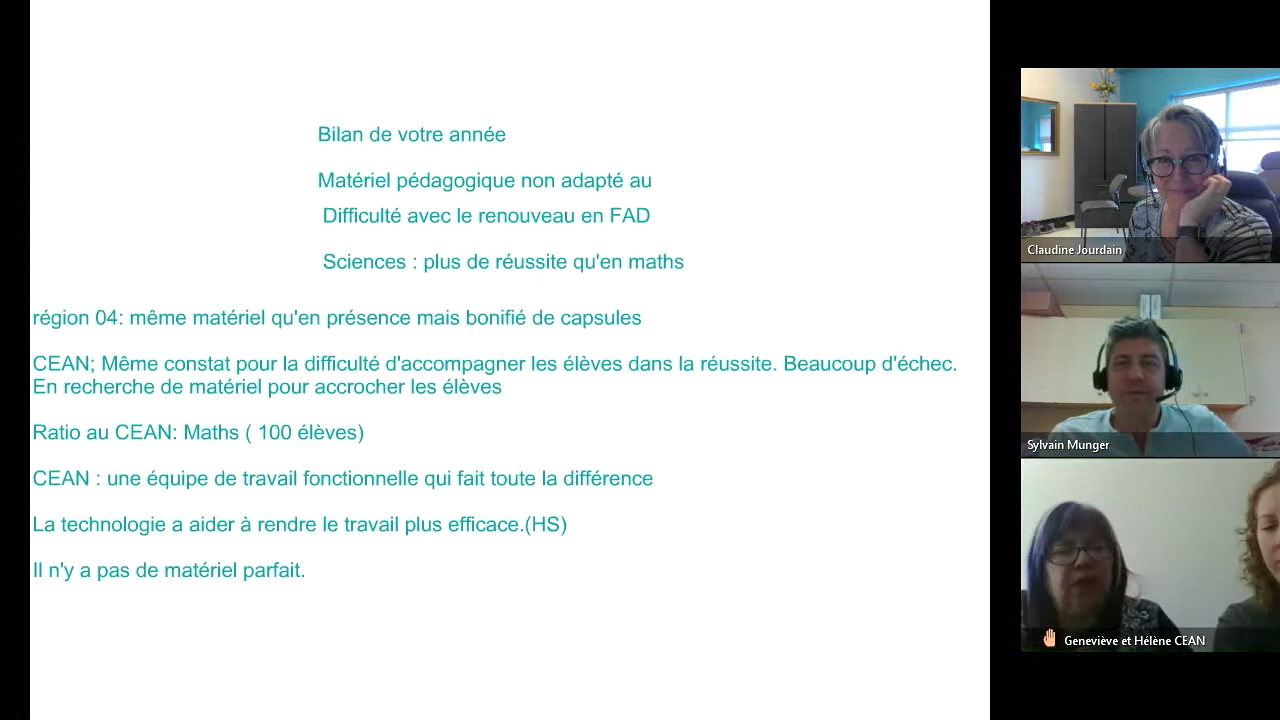 Bilan de votre année
Matériel pédagogique non adapté au
Difficulté avec le renouveau en FAD
Sciences : plus de réussite qu'en maths
région 04: même matériel qu'en présence mais bonifié de capsules
CEAN; Même constat pour la difficulté d'accompagner les élèves dans la réussite. Beaucoup d'échec.
En recherche de matériel pour accrocher les élèves
Ratio au CEAN: Maths ( 100 élèves)
CEAN : une équipe de travail fonctionnelle qui fait toute la différence
La technologie a aider à rendre le travail plus efficace.(HS)
Il n'y a pas de matériel parfait.
Claudine Jourdain
Sylvain Munger
Geneviève et Hélène CEAN